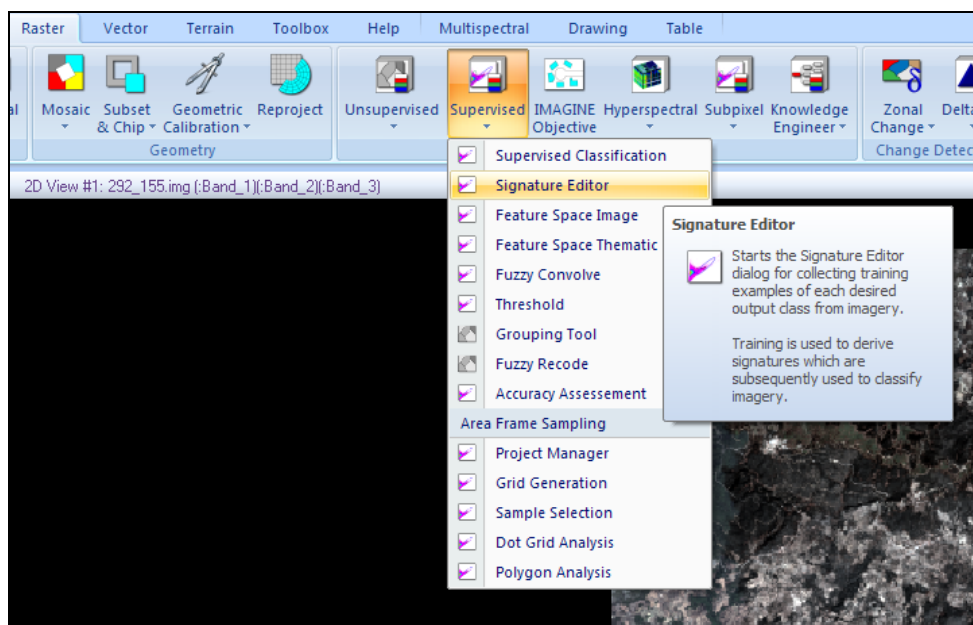 Raster Vector Terrain Toolbox Help Multispectral Drawing Table
Mosaic Subset & Chip Geometric Calibration Reproject Unsupervised Supervised IMAGINE Objective Hyperspectral Subpixel Knowledge Engineer Zonal Change
Geometry Change
2D View #1: 292_155.img (:Band_1)(:Band_2)(:Band_3)
Supervised Classification
Signature Editor
Feature Space Image
Feature Space Thematic
Fuzzy Convolve
Threshold
Grouping Tool
Fuzzy Recode
Accuracy Assessement
Area Frame Sampling
Project Manager
Grid Generation
Sample Selection
Dot Grid Analysis
Polygon Analysis
Signature Editor
Starts the Signature Editor
dialog for collecting training
examples of each desired
output class from imagery.
Training is used to derive
signatures which are
subsequently used to classify
imagery.